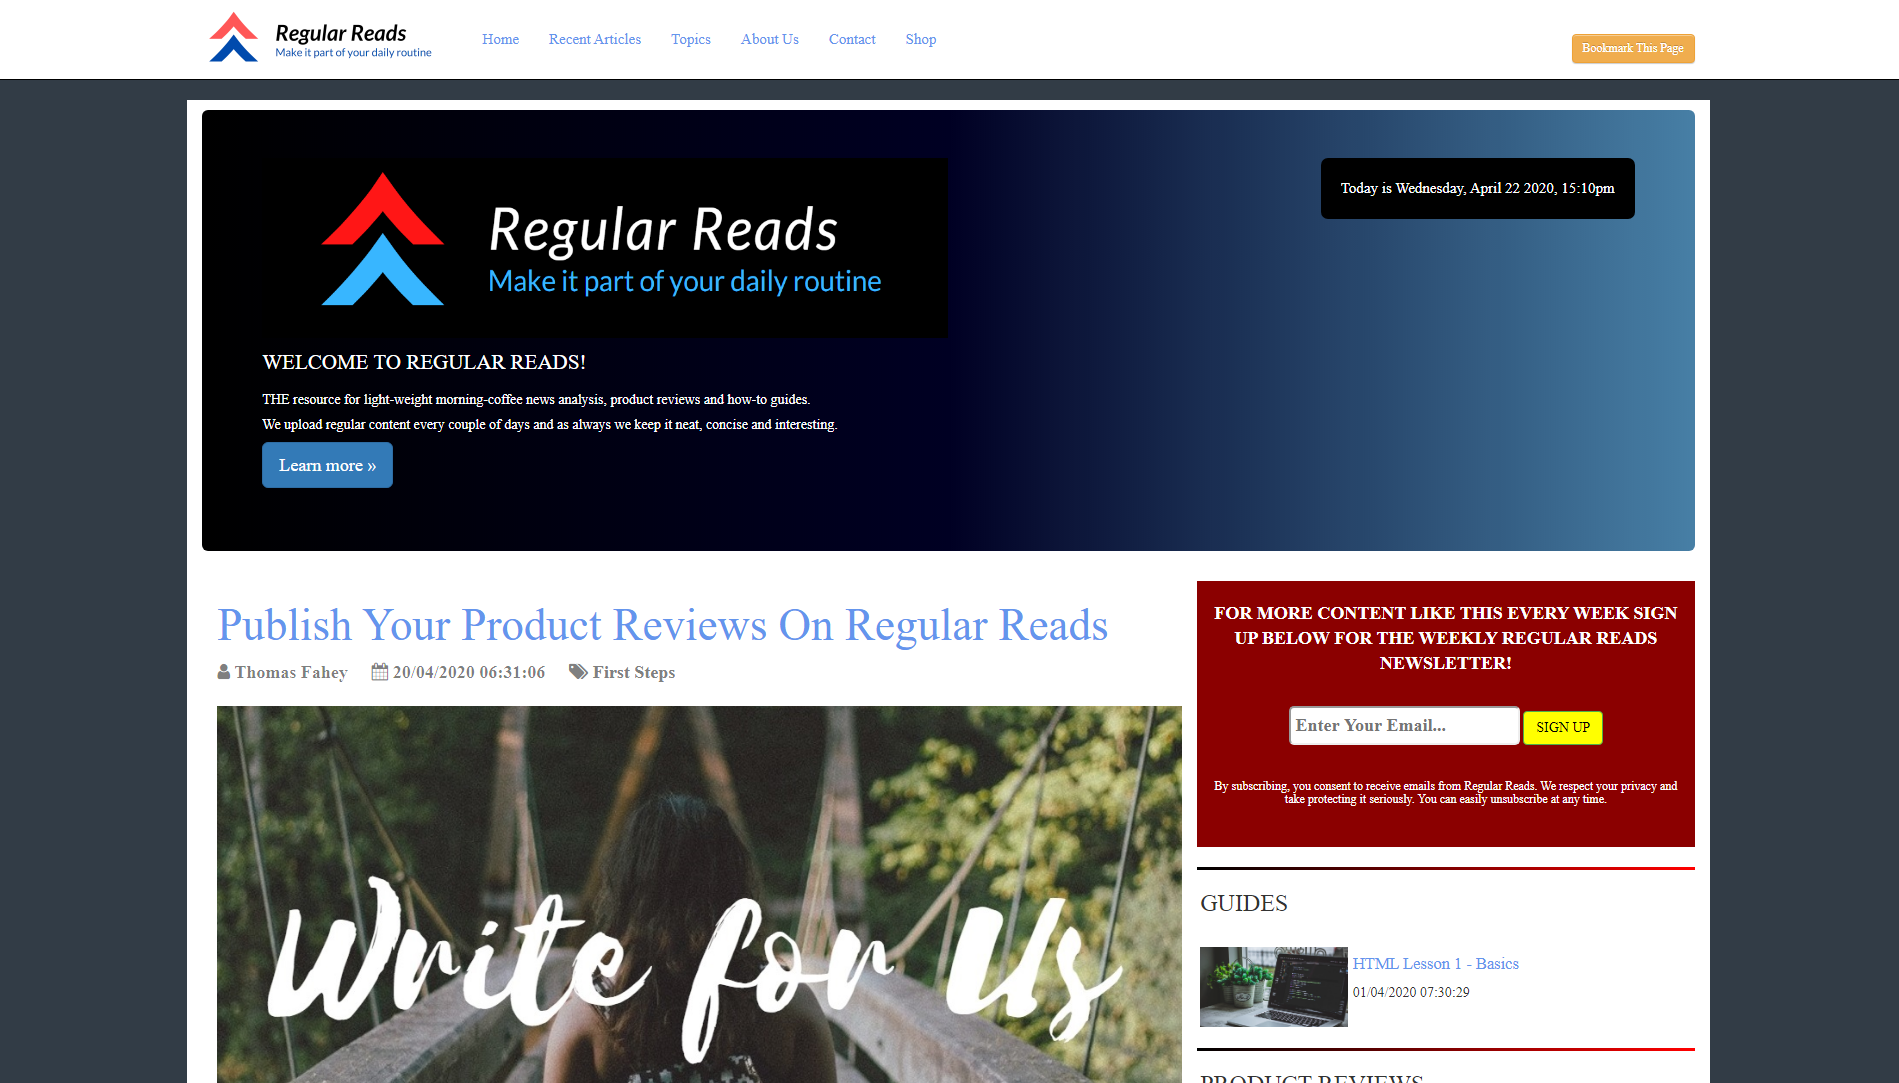 Regular Reads
Make it part of your daily routine
Home
Recent Articles
Topics
About Us
Contact
Shop
Bookmark This Page
Regular Reads
Make it part of your daily routine
Today is Wednesday, April 22 2020, 15:10pm
WELCOME TO REGULAR READS!
THE resource for light-weight morning-coffee news analysis, product reviews and how-to guides.
We upload regular content every couple of days and as always we keep it neat, concise and interesting.
Learn more »
Publish Your Product Reviews On Regular Reads
Thomas Fahey 20/04/2020 06:31:06 First Steps
Write for Us
FOR MORE CONTENT LIKE THIS EVERY WEEK SIGN
UP BELOW FOR THE WEEKLY REGULAR READS
NEWSLETTER!
Enter Your Email...
SIGN UP
By subscribing, you consent to receive emails from Regular Reads. We respect your privacy and
take protecting it seriously. You can easily unsubscribe at any time.
GUIDES
HTML Lesson 1 - Basics
01/04/2020 07:30:29
PRODUCT REVIEWS